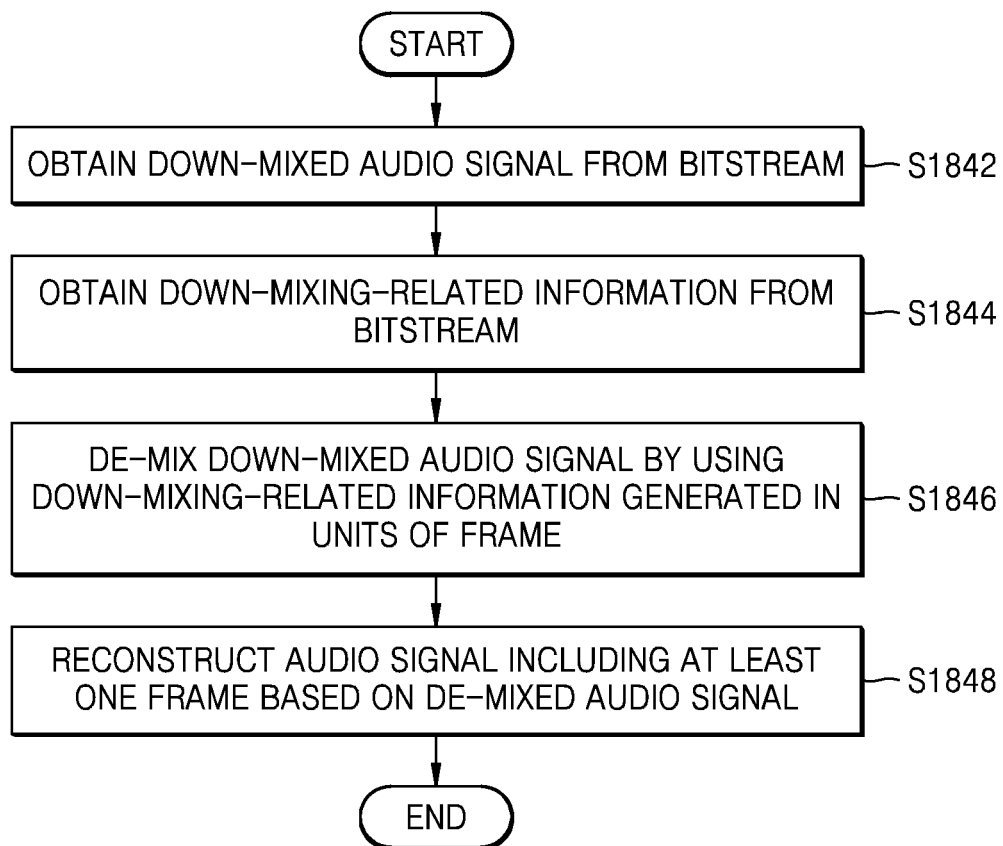 START
OBTAIN DOWN-MIXED AUDIO SIGNAL FROM BITSTREAM
S1842
OBTAIN DOWN-MIXING-RELATED INFORMATION FROM
BITSTREAM
S1844
DE-MIX DOWN-MIXED AUDIO SIGNAL BY USING
DOWN-MIXING-RELATED INFORMATION GENERATED IN
UNITS OF FRAME
S1846
RECONSTRUCT AUDIO SIGNAL INCLUDING AT LEAST
ONE FRAME BASED ON DE-MIXED AUDIO SIGNAL
S1848
END